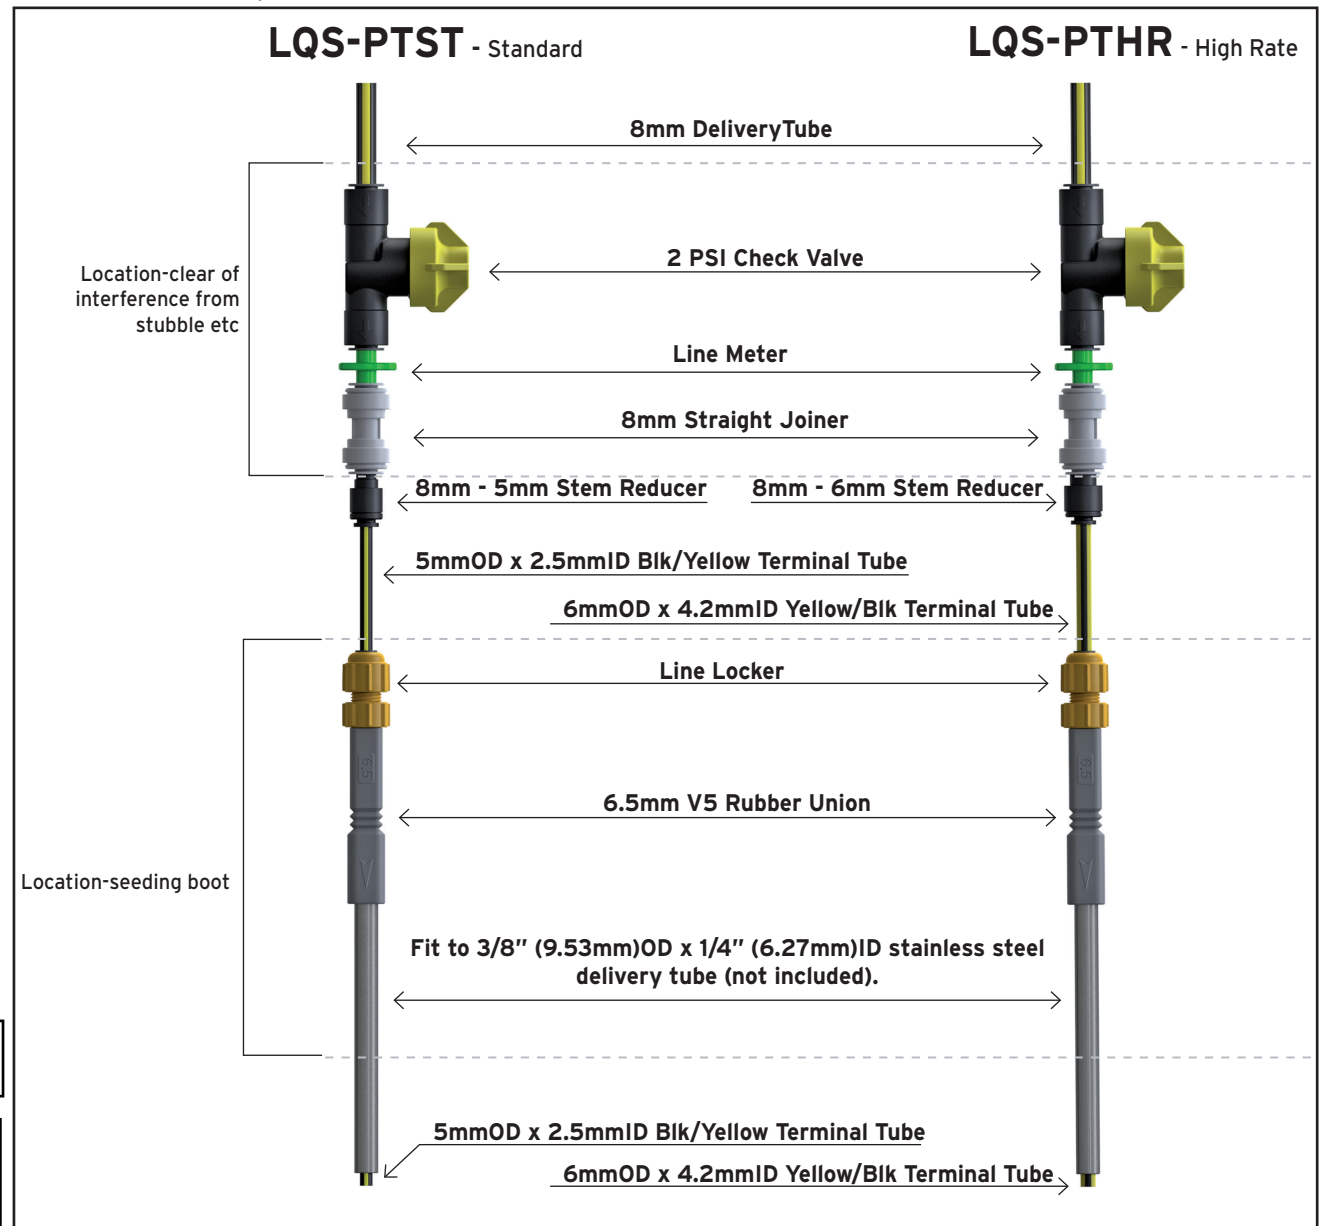 LQS-PTST - Standard
LQS-PTHR - High Rate
8mm DeliveryTube
Location-clear of
interference from
stubble etc
2 PSI Check Valve
Line Meter
8mm Straight Joiner
8mm - 5mm Stem Reducer
8mm - 6mm Stem Reducer
5mmOD x 2.5mmID Blk/Yellow Terminal Tube
6mmOD x 4.2mmID Yellow/Blk Terminal Tube
Line Locker
6.5
6.5
6.5mm V5 Rubber Union
Location-seeding boot
Fit to 3/8" (9.53mm)OD x 1/4" (6.27mm)ID stainless steel
delivery tube (not included).
5mmOD x 2.5mmID Blk/Yellow Terminal Tube
6mmOD x 4.2mmID Yellow/Blk Terminal Tube